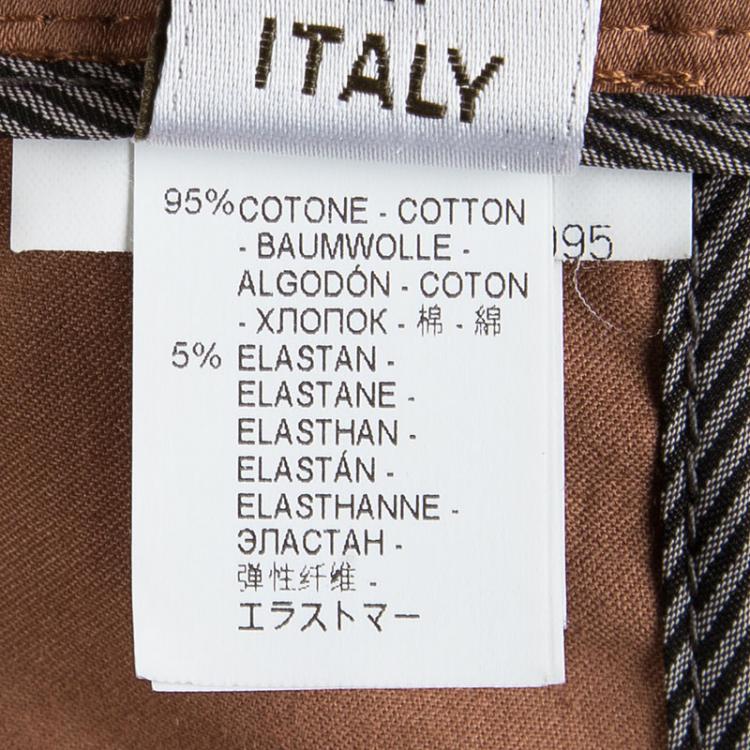 ITALY
95% COTONE - COTTON
- BAUMWOLLE -
ALGODÓN - COTON
- ХЛОПОК - 棉 - 綿
5% ELASTAN -
ELASTANE -
ELASTHAN -
ELASTÁN -
ELASTHANNE -
ЭЛАСТАН -
弹性纤维 -
エラストマー
95